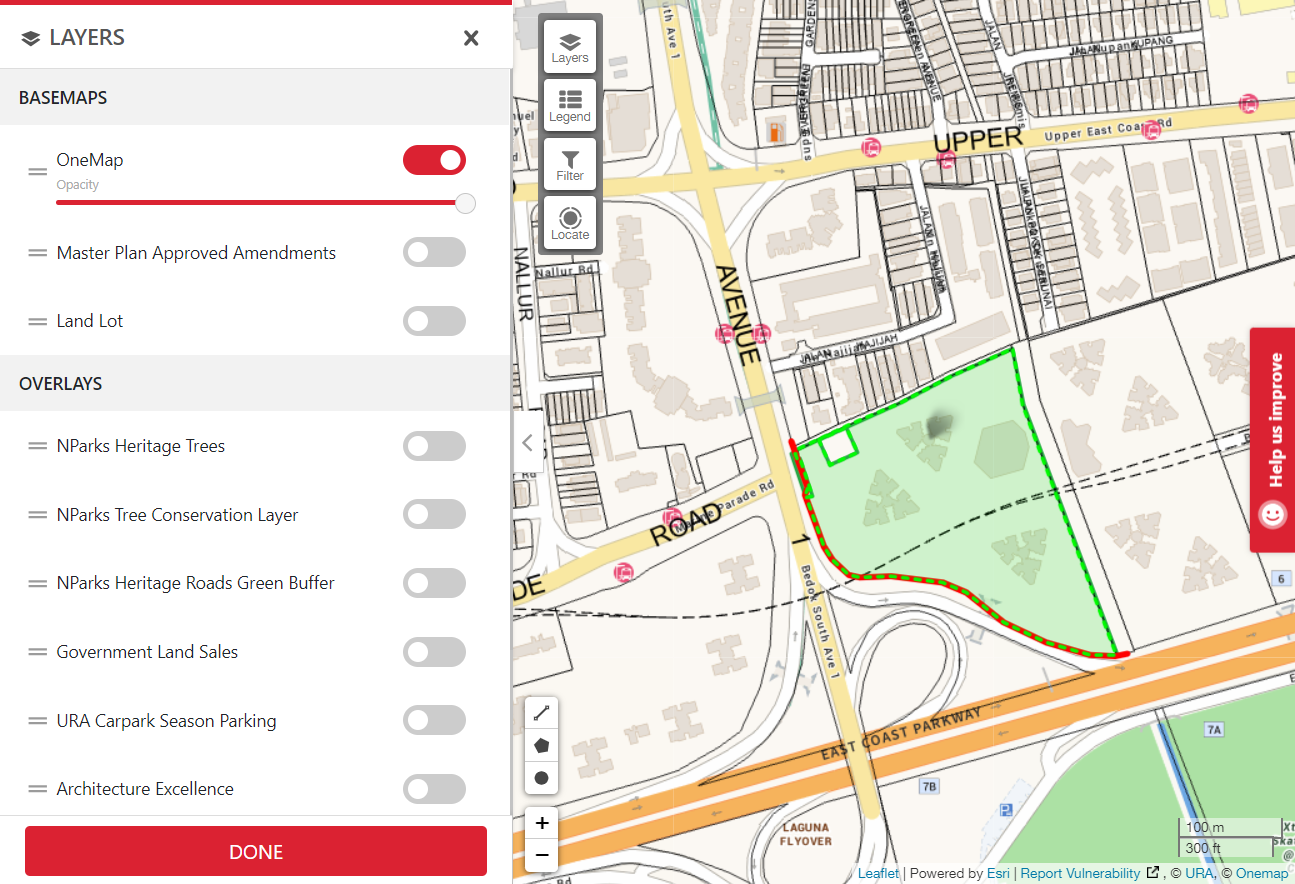 LAYERS
BASEMAPS
OneMap
Opacity
Master Plan Approved Amendments
Land Lot
OVERLAYS
NParks Heritage Trees
NParks Tree Conservation Layer
NParks Heritage Roads Green Buffer
Government Land Sales
URA Carpark Season Parking
Architecture Excellence
DONE
Layers
Legend
Filter
Locate
UPPER
Upper East Coast Rd
JALAN
KUPANG
GARDENS
AVENUE
JALAN
NALLUR
Nallur Rd
AVENUE
JALAN
HAJIJAH
Rd
Marine Parade Rd
ROAD
DE
1
Bedok South Ave 1
EAST COAST PARKWAY
6
7A
7B
P
LAGUNA
FLYOVER
Help us improve
+
−
100 m
300 ft
Leaflet | Powered by Esri | Report Vulnerability , © URA, © Onemap